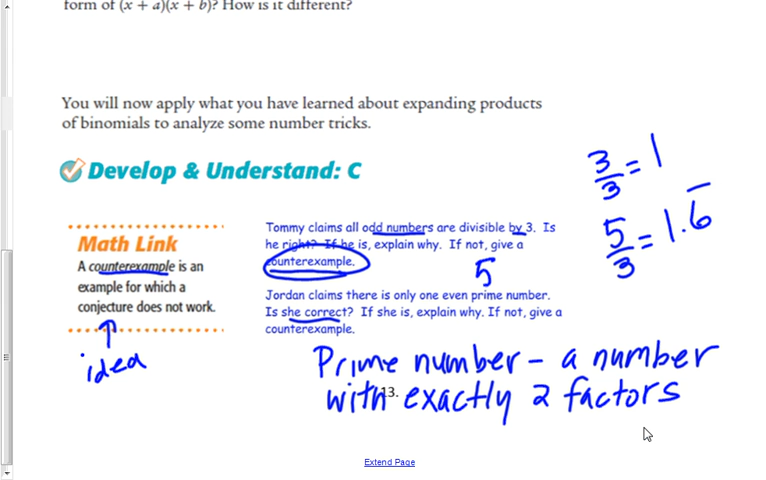 form of (x + a)(x + b)? How is it different?
You will now apply what you have learned about expanding products
of binomials to analyze some number tricks.
Develop & Understand: C
Math Link
A counterexample is an
example for which a
conjecture does not work.
idea
Tommy claims all odd numbers are divisible by 3. Is
he right? If he is, explain why. If not, give a
counterexample.
5
Jordan claims there is only one even prime number.
Is she correct? If she is, explain why. If not, give a
counterexample.
3/3 = 1
5/3 = 1.6̅
Prime number - a number
with exactly 2 factors
13.
Extend Page